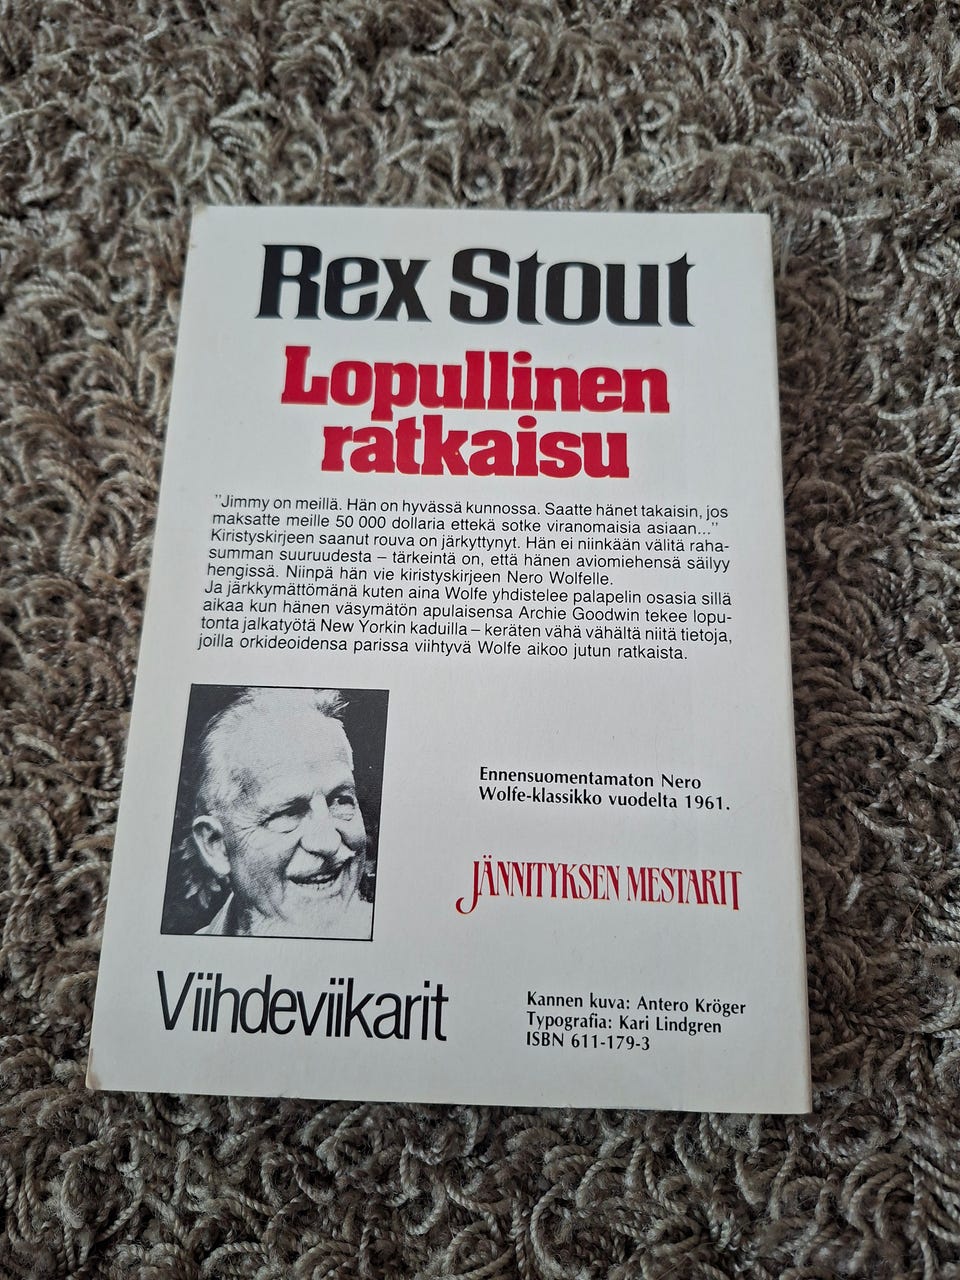 Rex Stout
Lopullinen
ratkaisu
"Jimmy on meillä. Hän on hyvässä kunnossa. Saatte hänet takaisin, jos
maksatte meille 50 000 dollaria ettekä sotke viranomaisia asiaan..."
Kiristyskirjeen saanut rouva on järkyttynyt. Hän ei niinkään välitä raha-
summan suuruudesta – tärkeintä on, että hänen aviomiehensä säilyy
hengissä. Niinpä hän vie kiristyskirjeen Nero Wolfelle.
Ja järkkymättömänä kuten aina Wolfe yhdistelee palapelin osasia sillä
aikaa kun hänen väsymätön apulaisensa Archie Goodwin tekee lopu-
tonta jalkatyötä New Yorkin kaduilla – keräten vähä vähältä niitä tietoja,
joilla orkideoidensa parissa viihtyvä Wolfe aikoo jutun ratkaista.
Ennensuomentamaton Nero
Wolfe-klassikko vuodelta 1961.
JÄNNITYKSEN MESTARIT
Viihdeviikarit
Kannen kuva: Antero Kröger
Typografia: Kari Lindgren
ISBN 611-179-3